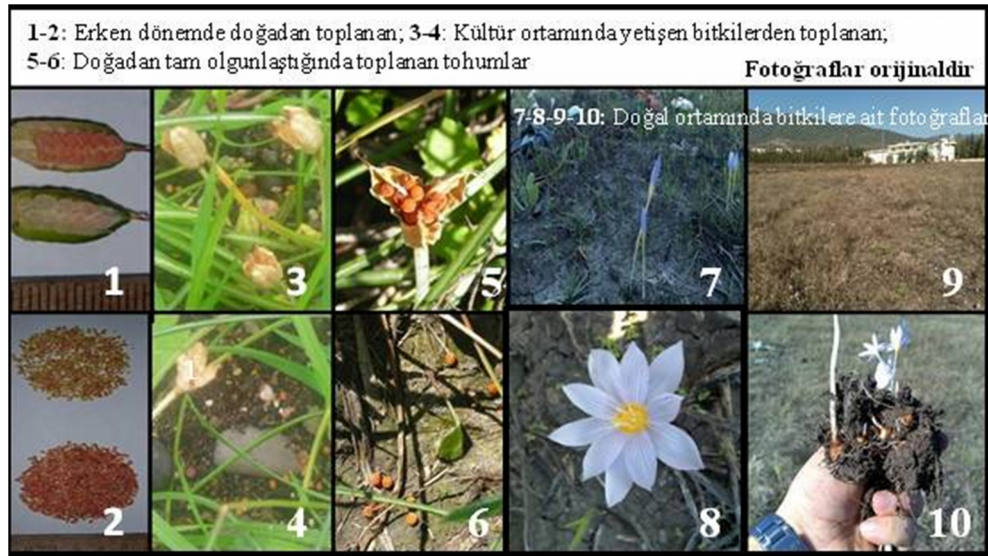 1-2: Erken dönemde doğadan toplanan; 3-4: Kültür ortamında yetişen bitkilerden toplanan;
5-6: Doğadan tam olgunlaştığında toplanan tohumlar
Fotoğraflar orijinaldir
7-8-9-10: Doğal ortamında bitkilere ait fotoğraflar
1
3
5
7
9
1
2
4
6
8
10